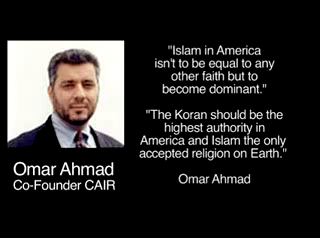 "Islam in America
isn't to be equal to any
other faith but to
become dominant."
"The Koran should be the
highest authority in
America and Islam the only
accepted religion on Earth."
Omar Ahmad
Omar Ahmad
Co-Founder CAIR